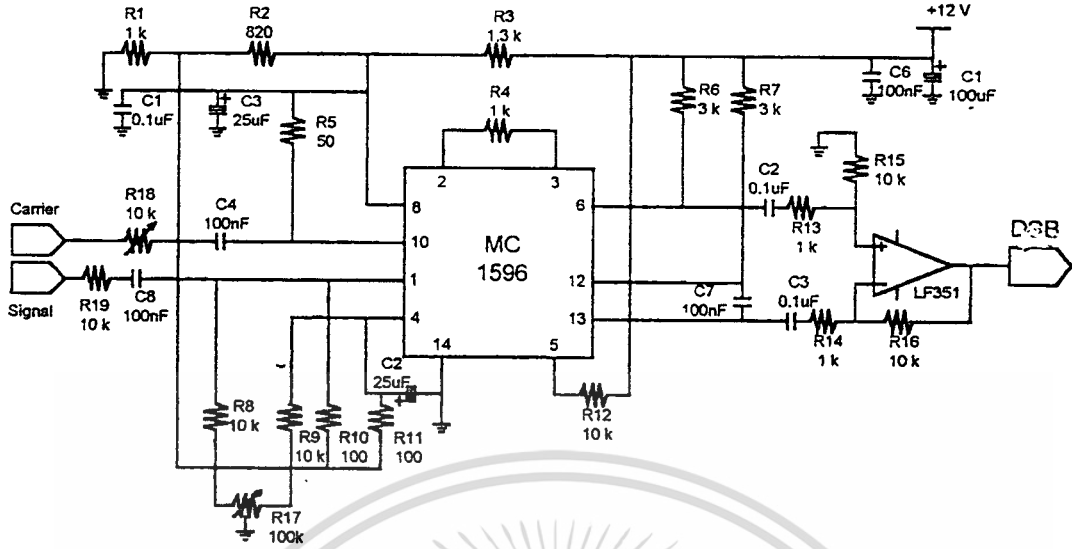 R1
1 k
R2
820
R3
1.3 k
+12 V
C1
0.1uF
C3
25uF
R5
50
R4
1 k
R6
3 k
R7
3 k
C6
100nF
C1
100uF
R15
10 k
C2
0.1uF
R13
1 k
Carrier
R18
10 k
C4
100nF
Signal
R19
10 k
C8
100nF
2
3
8
10
1
4
14
5
6
12
13
MC
1596
C7
100nF
C3
0.1uF
R14
1 k
LF351
R16
10 k
DSB
C2
25uF
R8
10 k
R9
10 k
R10
100
R11
100
R12
10 k
R17
100k